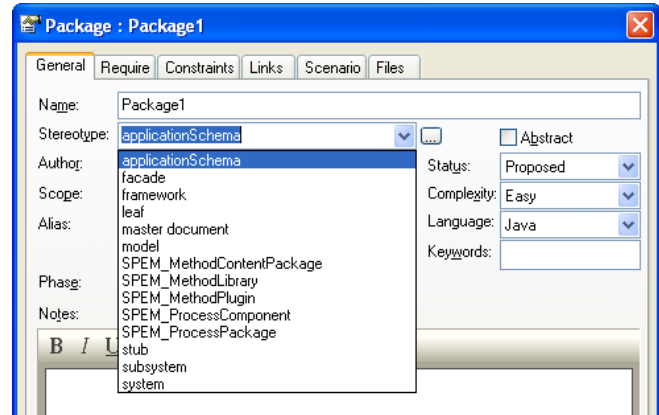 Package : Package1
General Require Constraints Links Scenario Files
Name: Package1
Stereotype: applicationSchema ... Abstract
applicationSchema
facade
framework
leaf
master document
model
SPEM_MethodContentPackage
SPEM_MethodLibrary
SPEM_MethodPlugin
SPEM_ProcessComponent
SPEM_ProcessPackage
stub
subsystem
system
Author:
Scope:
Alias:
Phase:
Notes:
Status: Proposed
Complexity: Easy
Language: Java
Keywords:
B I U